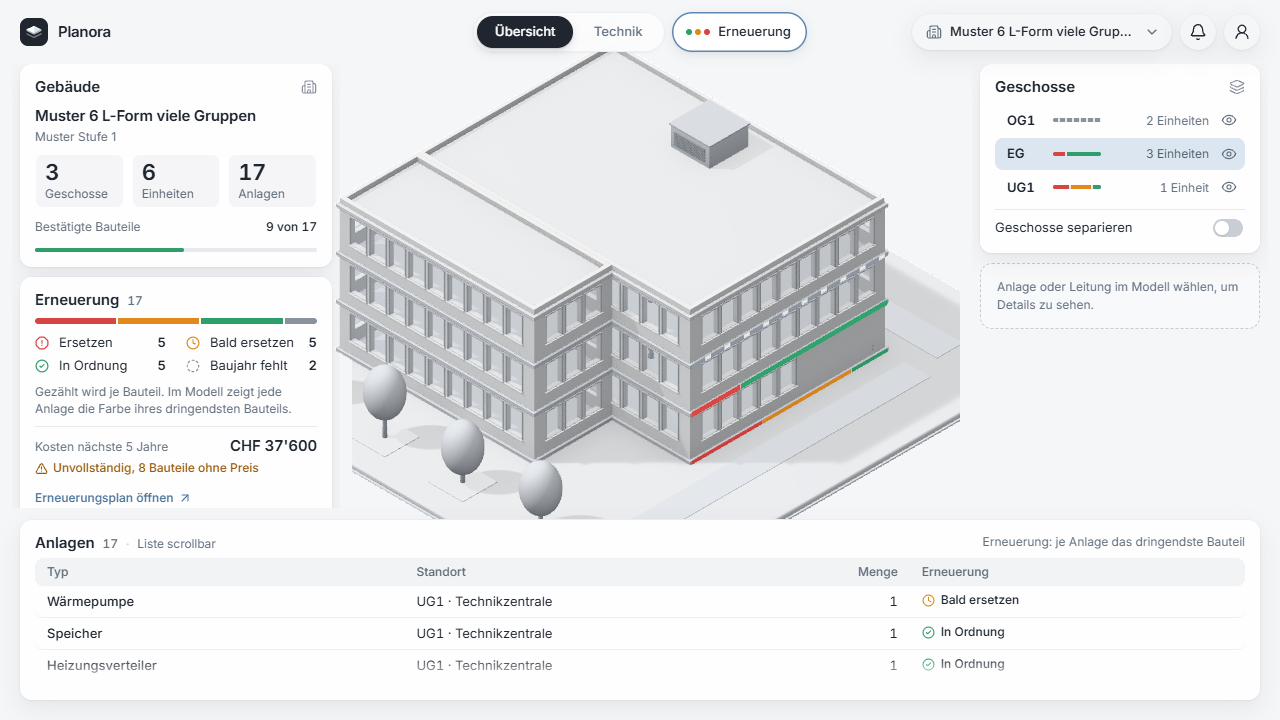 Planora
Übersicht
Technik
Erneuerung
Muster 6 L-Form viele Grup...
Gebäude
Muster 6 L-Form viele Gruppen
Muster Stufe 1
3
Geschosse
6
Einheiten
17
Anlagen
Bestätigte Bauteile
9 von 17
Erneuerung 17
Ersetzen 5
Bald ersetzen 5
In Ordnung 5
Baujahr fehlt 2
Gezählt wird je Bauteil. Im Modell zeigt jede
Anlage die Farbe ihres dringendsten Bauteils.
Kosten nächste 5 Jahre CHF 37'600
Unvollständig, 8 Bauteile ohne Preis
Erneuerungsplan öffnen
Geschosse
OG1 2 Einheiten
EG 3 Einheiten
UG1 1 Einheit
Geschosse separieren
Anlage oder Leitung im Modell wählen, um
Details zu sehen.
Anlagen 17 · Liste scrollbar
Erneuerung: je Anlage das dringendste Bauteil
Typ Standort Menge Erneuerung
Wärmepumpe UG1 · Technikzentrale 1 Bald ersetzen
Speicher UG1 · Technikzentrale 1 In Ordnung
Heizungsverteiler UG1 · Technikzentrale 1 In Ordnung